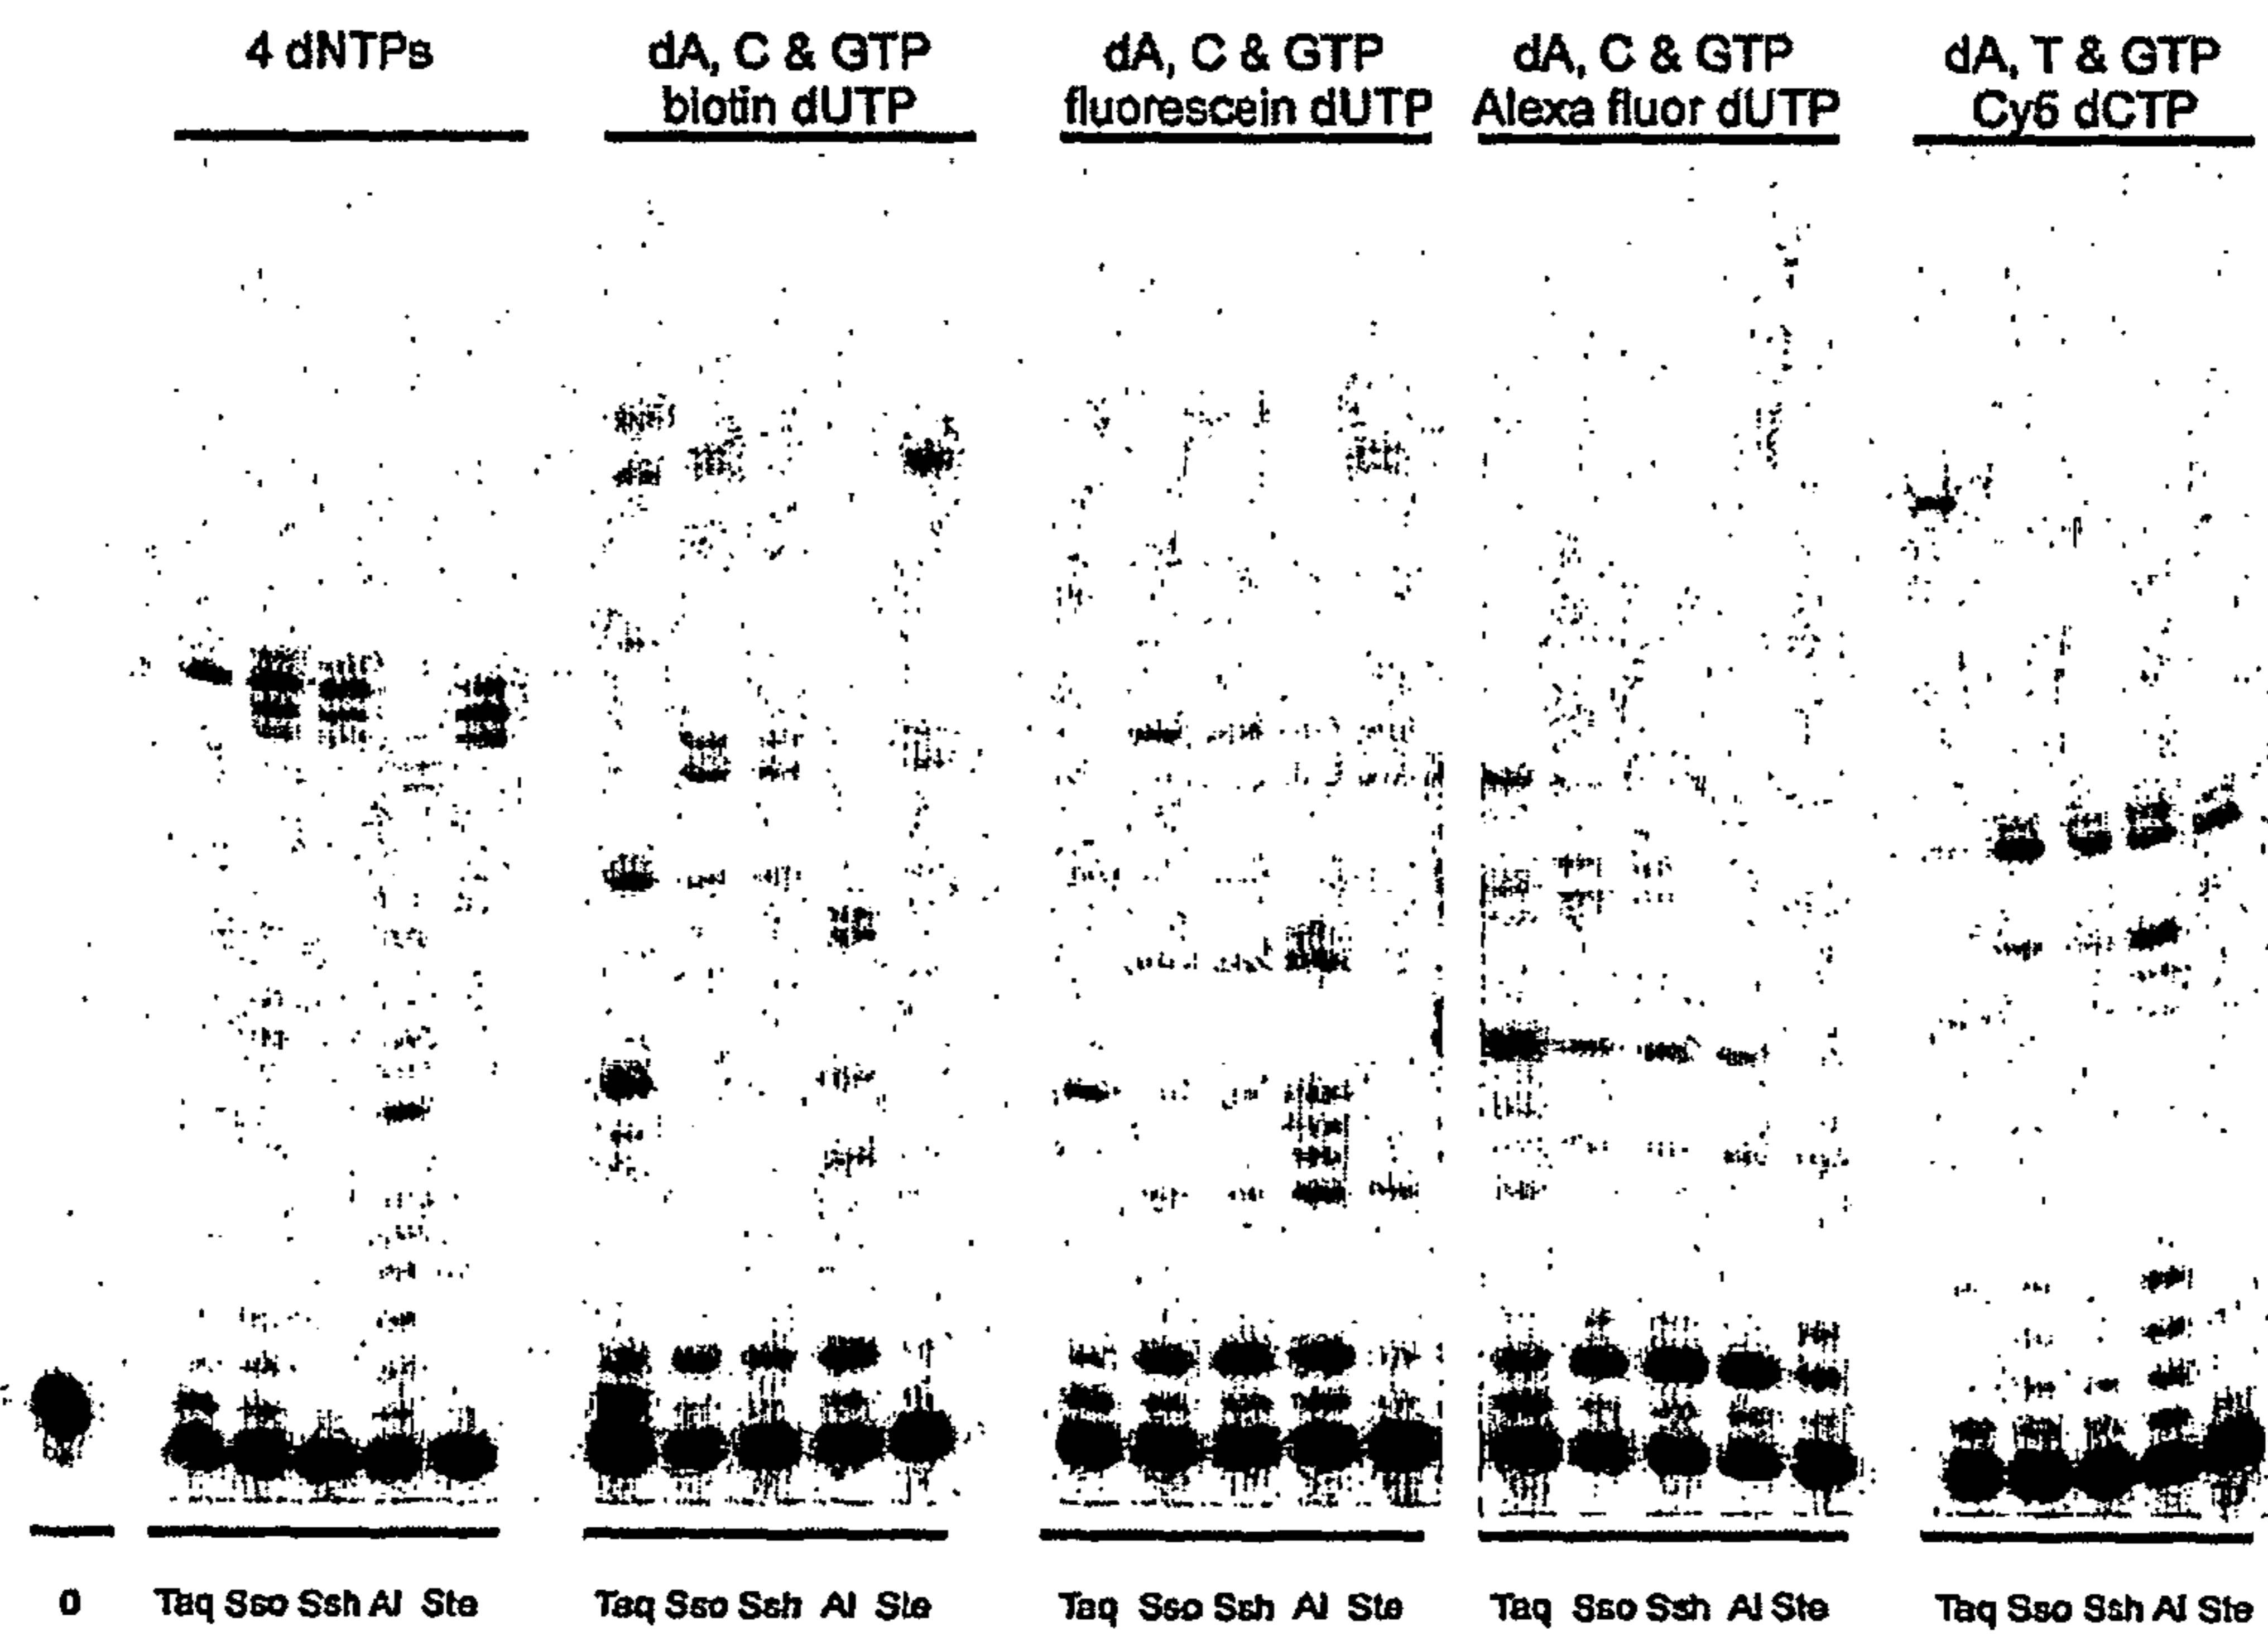 4 dNTPs
dA, C & GTP
biotin dUTP
dA, C & GTP
fluorescein dUTP
dA, C & GTP
Alexa fluor dUTP
dA, T & GTP
Cy5 dCTP
0
Taq Sso Ssh Al Ste
Taq Sso Ssh Al Ste
Taq Sso Ssh Al Ste
Taq Sso Ssh Al Ste
Taq Sso Ssh Al Ste